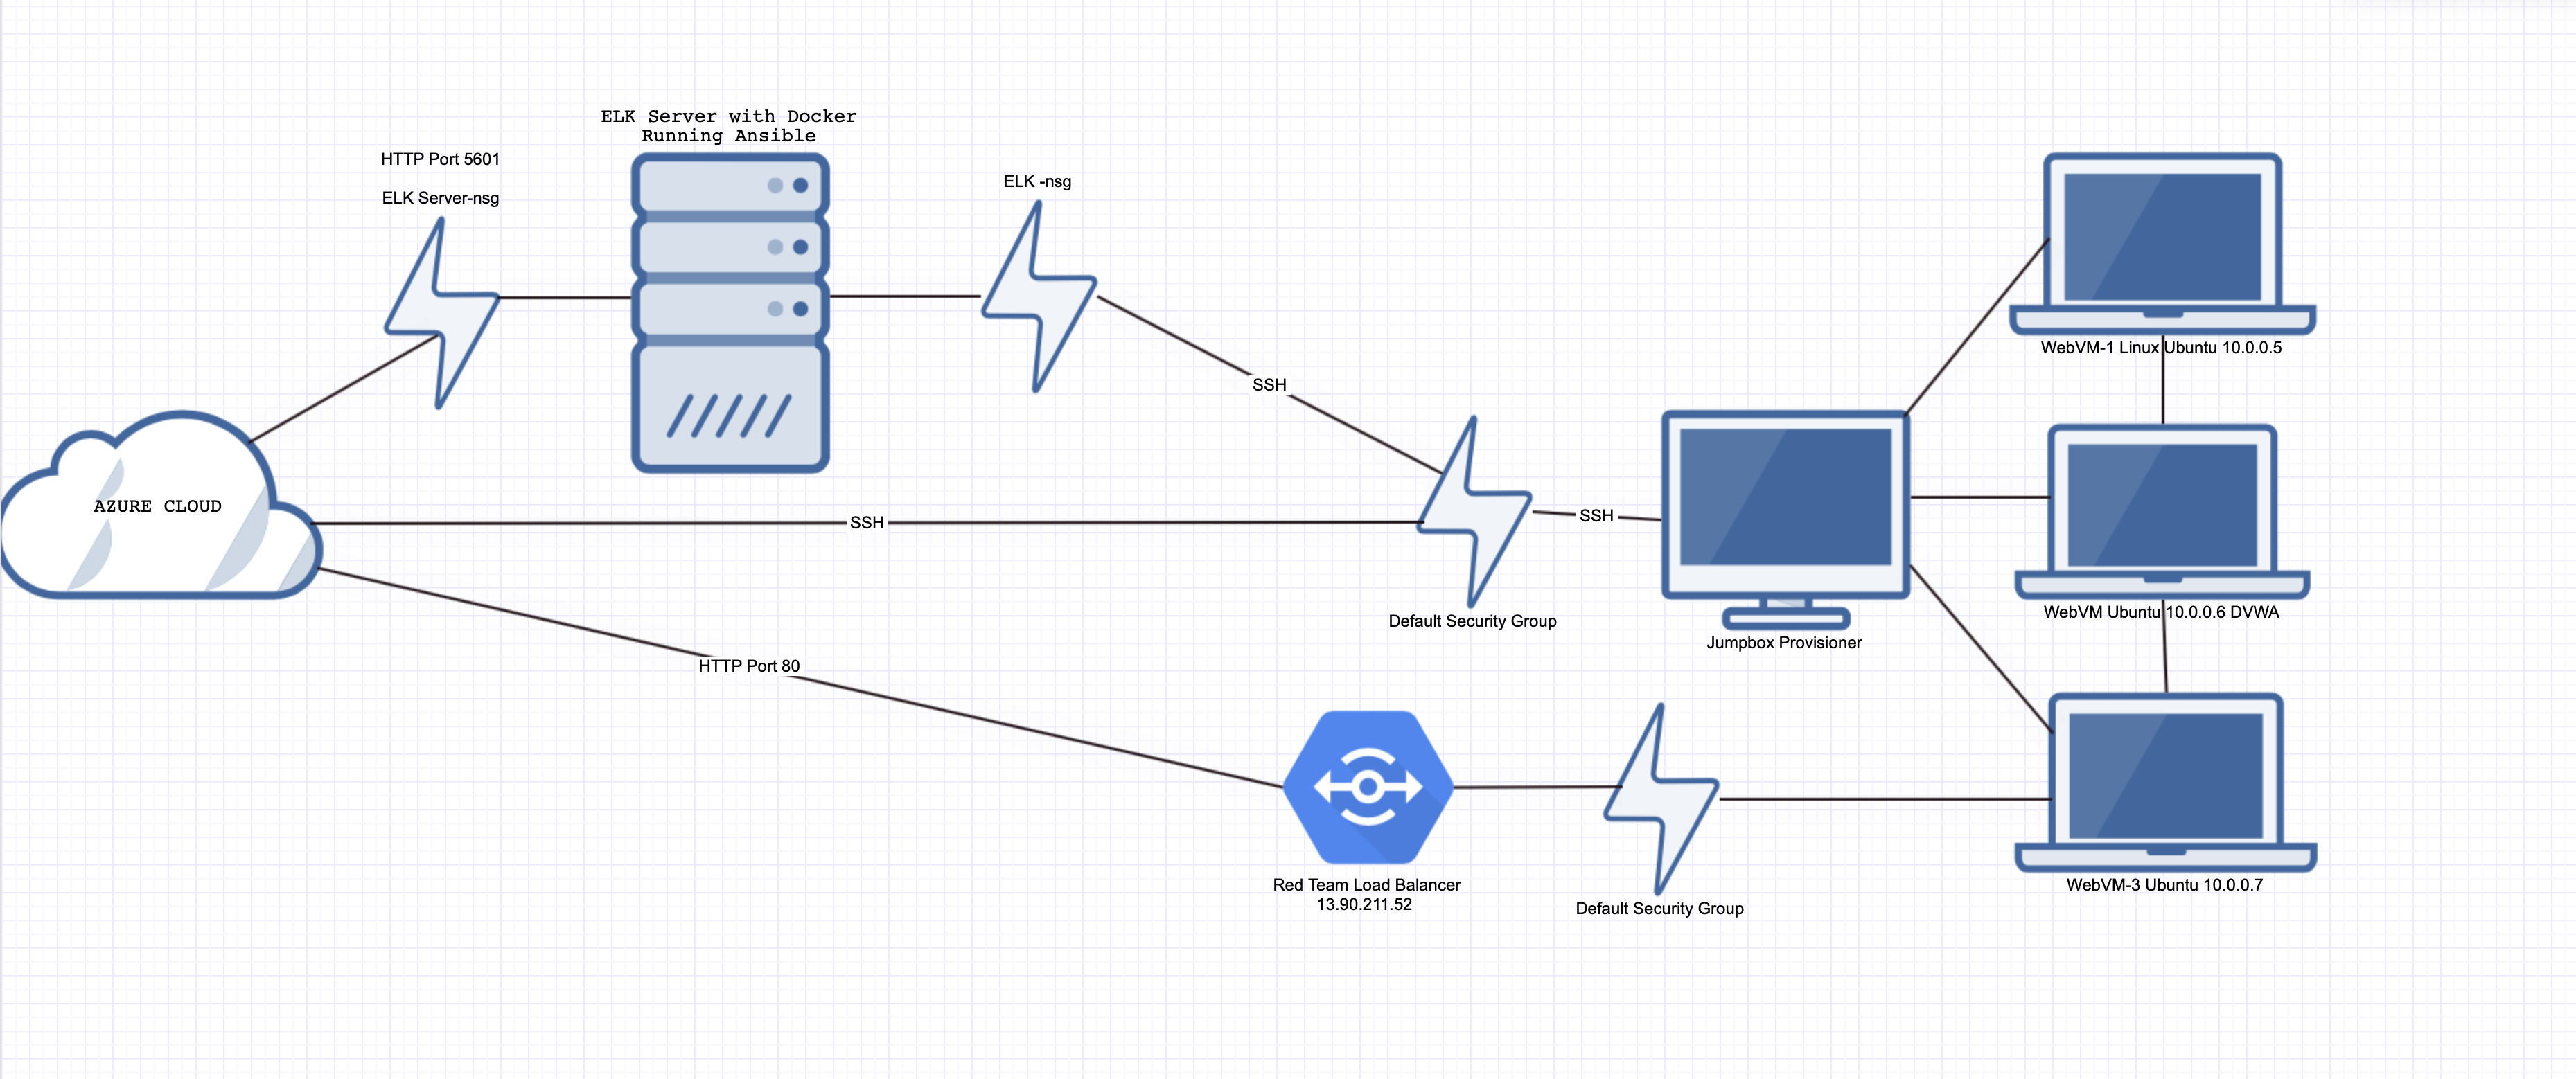 ELK Server with Docker
Running Ansible
HTTP Port 5601
ELK Server-nsg
ELK -nsg
SSH
AZURE CLOUD
SSH
SSH
Default Security Group
Jumpbox Provisioner
WebVM-1 Linux Ubuntu 10.0.0.5
WebVM Ubuntu 10.0.0.6 DVWA
HTTP Port 80
Red Team Load Balancer
13.90.211.52
Default Security Group
WebVM-3 Ubuntu 10.0.0.7